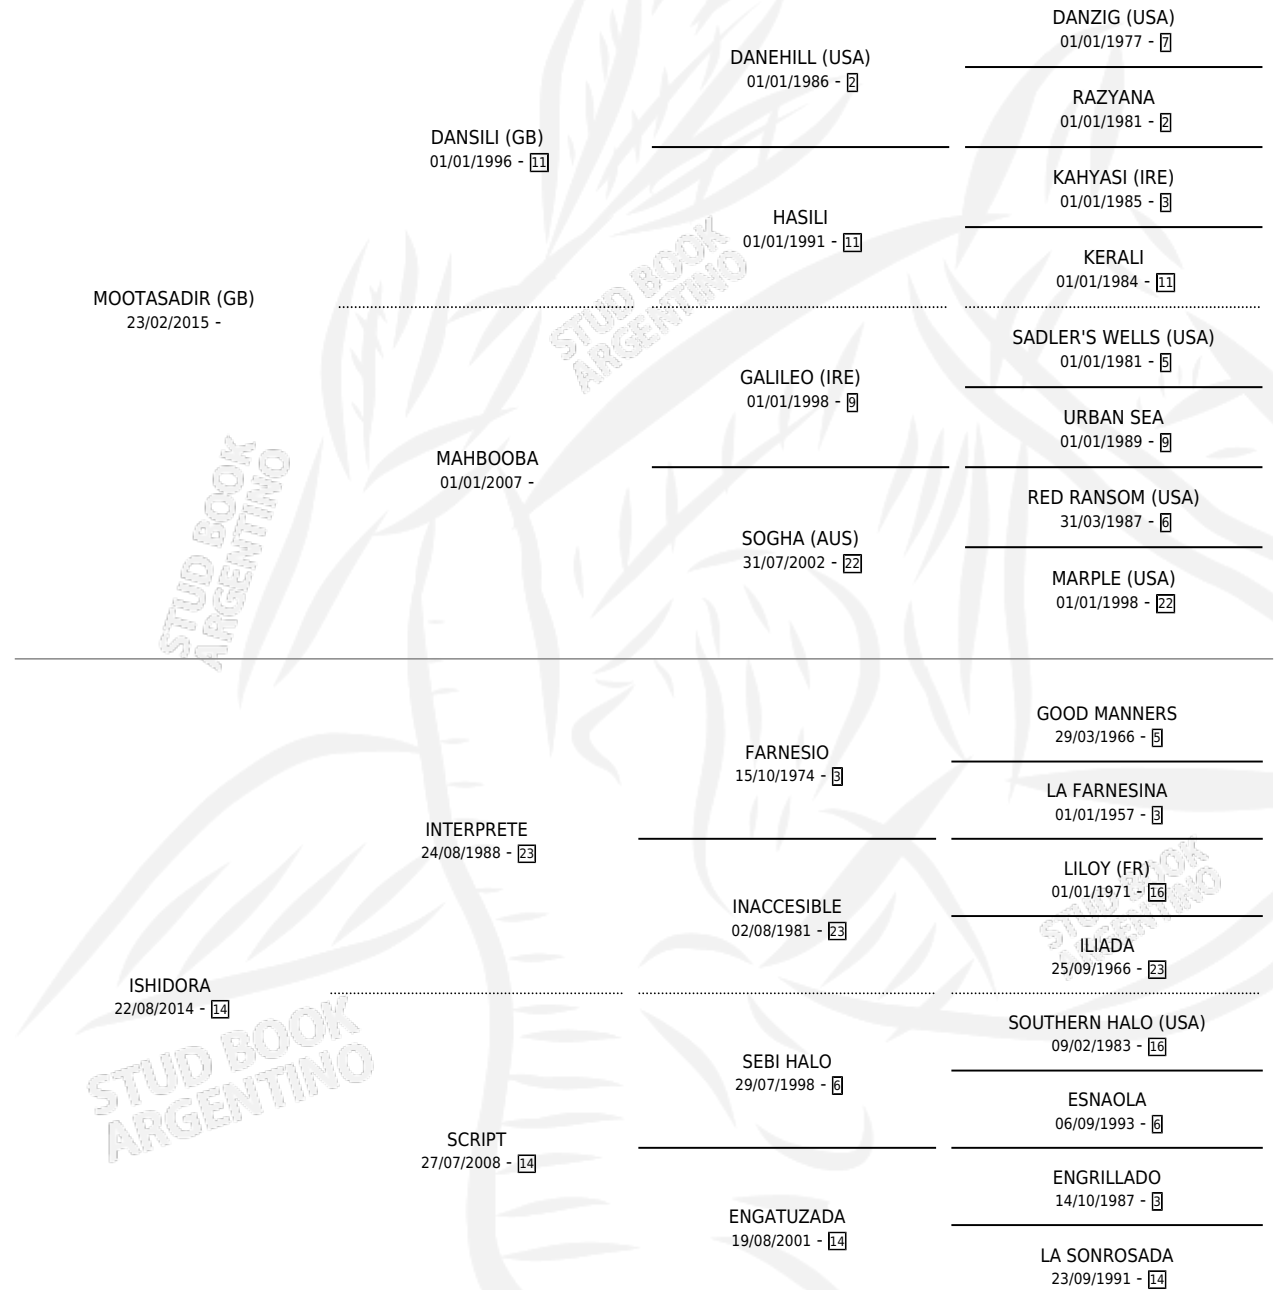 DANZIG (USA)
01/01/1977 - 7
DANEHILL (USA)
01/01/1986 - 2
RAZYANA
01/01/1981 - 2
DANSILI (GB)
01/01/1996 - 11
KAHYASI (IRE)
01/01/1985 - 3
HASILI
01/01/1991 - 11
KERALI
01/01/1984 - 11
MOOTASADIR (GB)
23/02/2015 -
SADLER'S WELLS (USA)
01/01/1981 - 5
GALILEO (IRE)
01/01/1998 - 9
URBAN SEA
01/01/1989 - 9
MAHBOOBA
01/01/2007 -
RED RANSOM (USA)
31/03/1987 - 6
SOGHA (AUS)
31/07/2002 - 22
MARPLE (USA)
01/01/1998 - 22
STUD BOOK
ARGENTINO
STUD BOOK
ARGENTINO
GOOD MANNERS
29/03/1966 - 5
FARNESIO
15/10/1974 - 3
LA FARNESINA
01/01/1957 - 3
INTERPRETE
24/08/1988 - 23
LILOY (FR)
01/01/1971 - 16
INACCESIBLE
02/08/1981 - 23
ILIADA
25/09/1966 - 23
ISHIDORA
22/08/2014 - 14
SOUTHERN HALO (USA)
09/02/1983 - 16
SEBI HALO
29/07/1998 - 6
ESNAOLA
06/09/1993 - 6
SCRIPT
27/07/2008 - 14
ENGRILLADO
14/10/1987 - 3
ENGATUZADA
19/08/2001 - 14
LA SONROSADA
23/09/1991 - 14
STUD BOOK
ARGENTINO
STUD BOOK
ARGENTINO